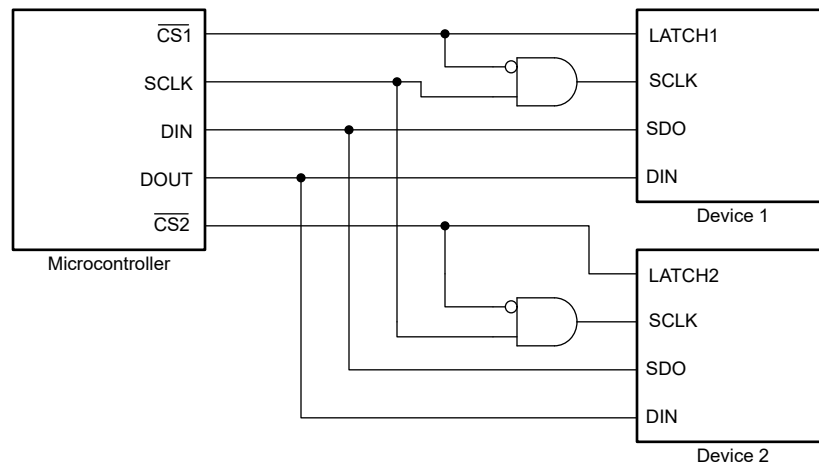 CS1
SCLK
DIN
DOUT
CS2
Microcontroller
LATCH1
SCLK
SDO
DIN
Device 1
LATCH2
SCLK
SDO
DIN
Device 2